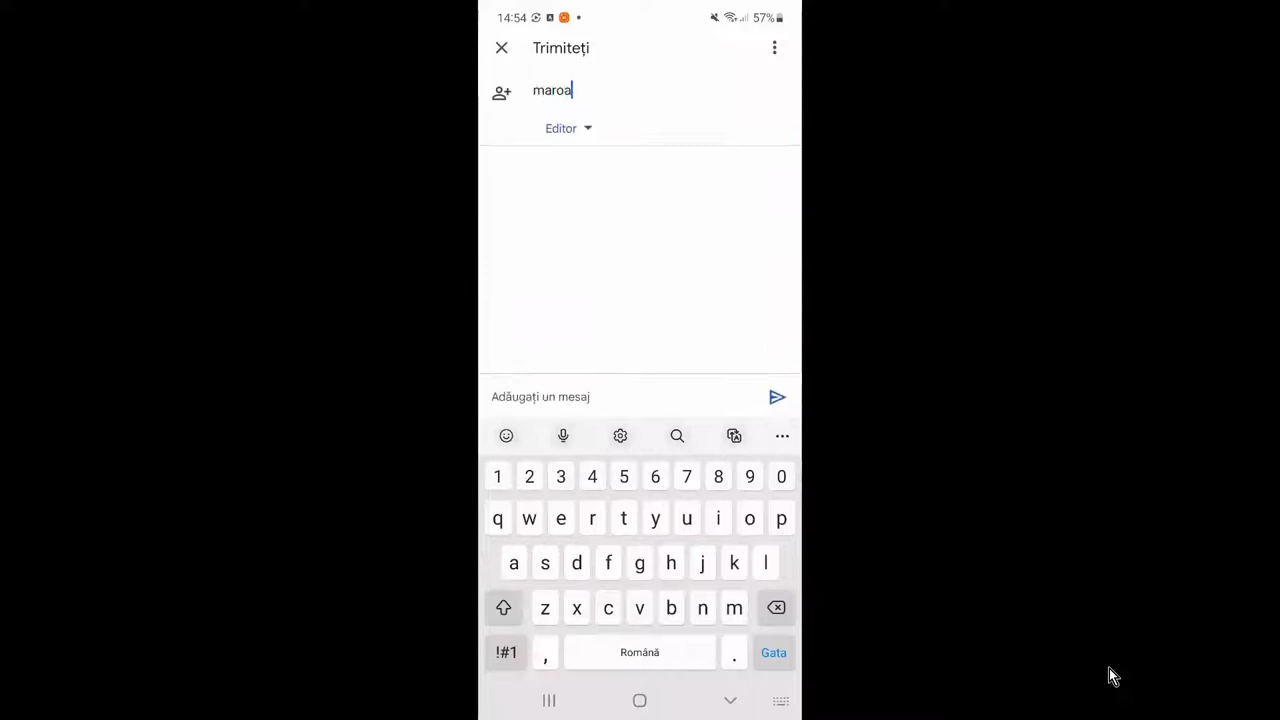 14:54 57%
Trimiteți
maroa
Editor
Adăugați un mesaj
1 2 3 4 5 6 7 8 9 0
q w e r t y u i o p
a s d f g h j k l
z x c v b n m
!#1 , Română . Gata